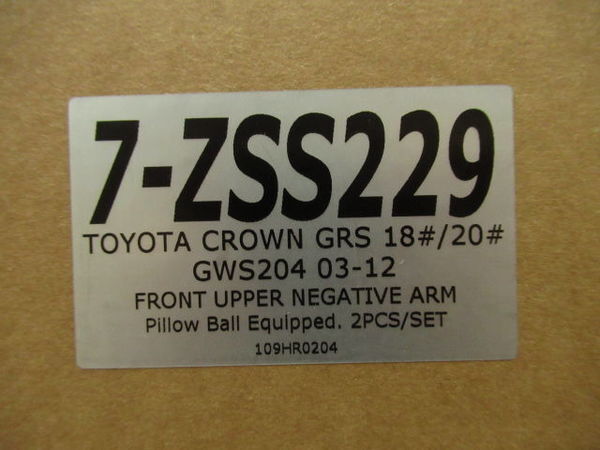 7-ZSS229
TOYOTA CROWN GRS 18#/20#
GWS204 03-12
FRONT UPPER NEGATIVE ARM
Pillow Ball Equipped. 2PCS/SET
109HR0204